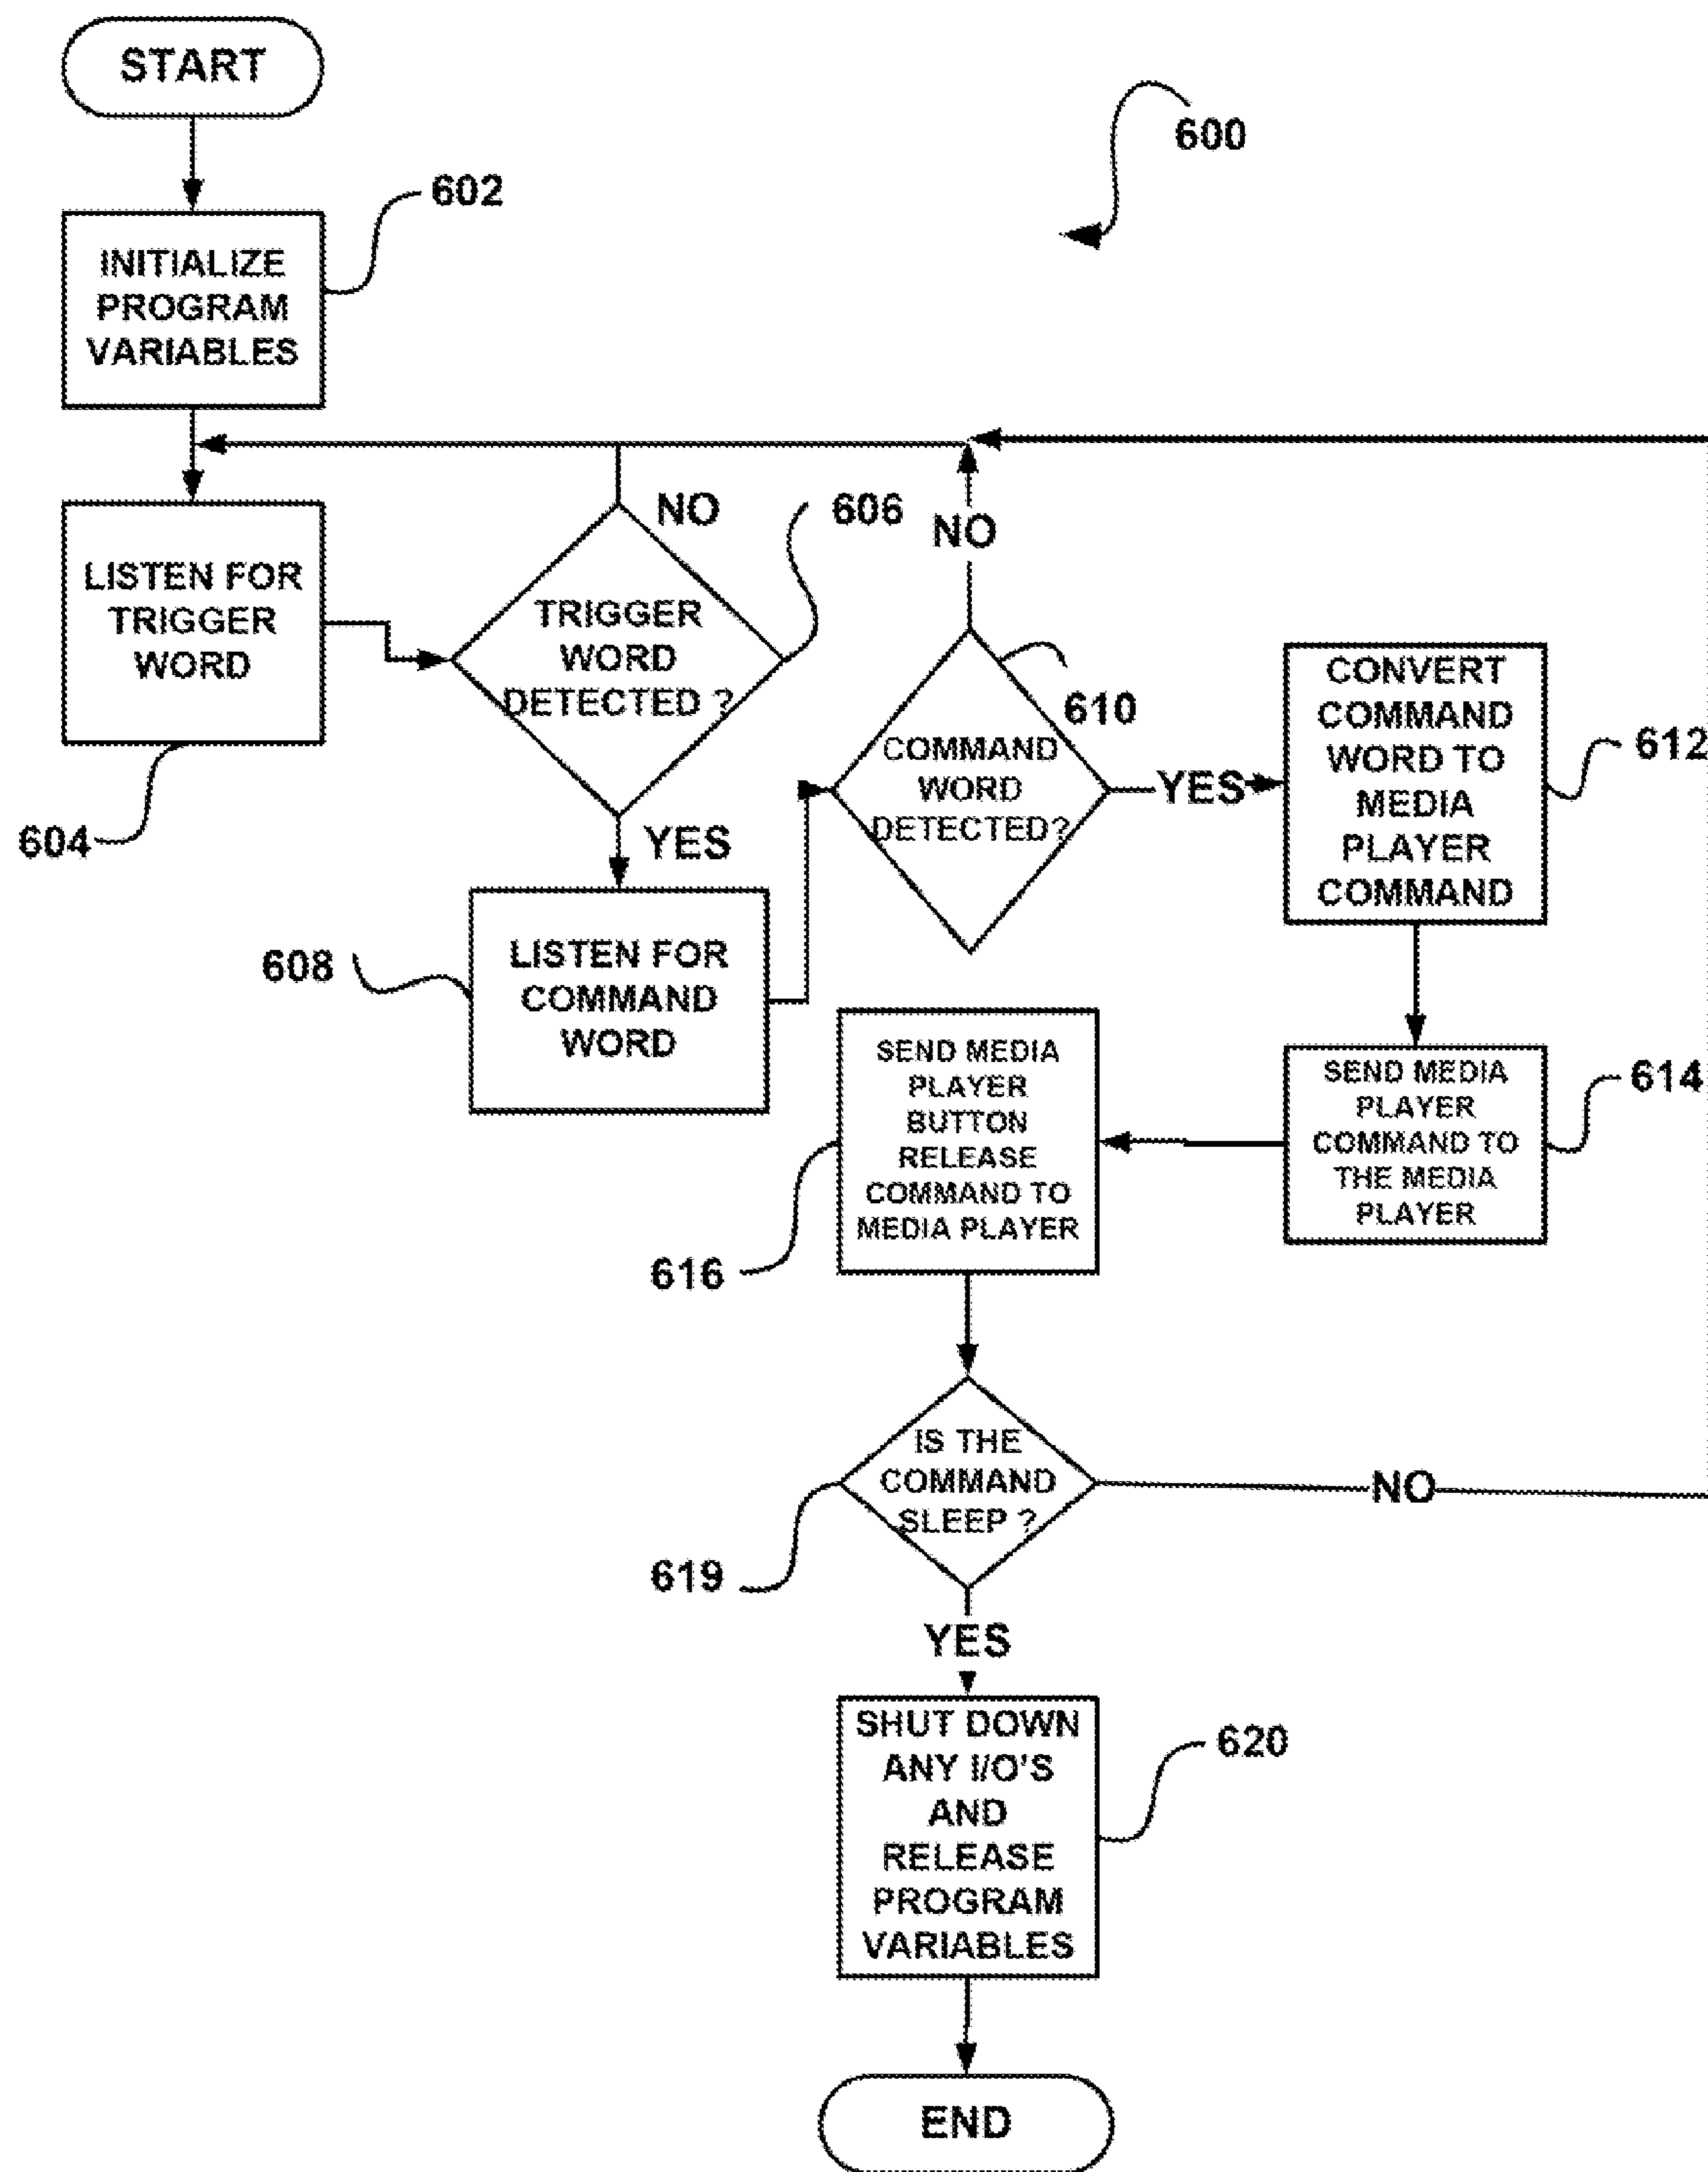 START
600
602
INITIALIZE
PROGRAM
VARIABLES
LISTEN FOR
TRIGGER
WORD
604
NO
606
TRIGGER
WORD
DETECTED ?
YES
608
LISTEN FOR
COMMAND
WORD
NO
610
COMMAND
WORD
DETECTED?
YES
CONVERT
COMMAND
WORD TO
MEDIA
PLAYER
COMMAND
612
SEND MEDIA
PLAYER
COMMAND TO
THE MEDIA
PLAYER
614
SEND MEDIA
PLAYER
BUTTON
RELEASE
COMMAND TO
MEDIA PLAYER
616
IS THE
COMMAND
SLEEP ?
NO
619
YES
SHUT DOWN
ANY I/O'S
AND
RELEASE
PROGRAM
VARIABLES
620
END